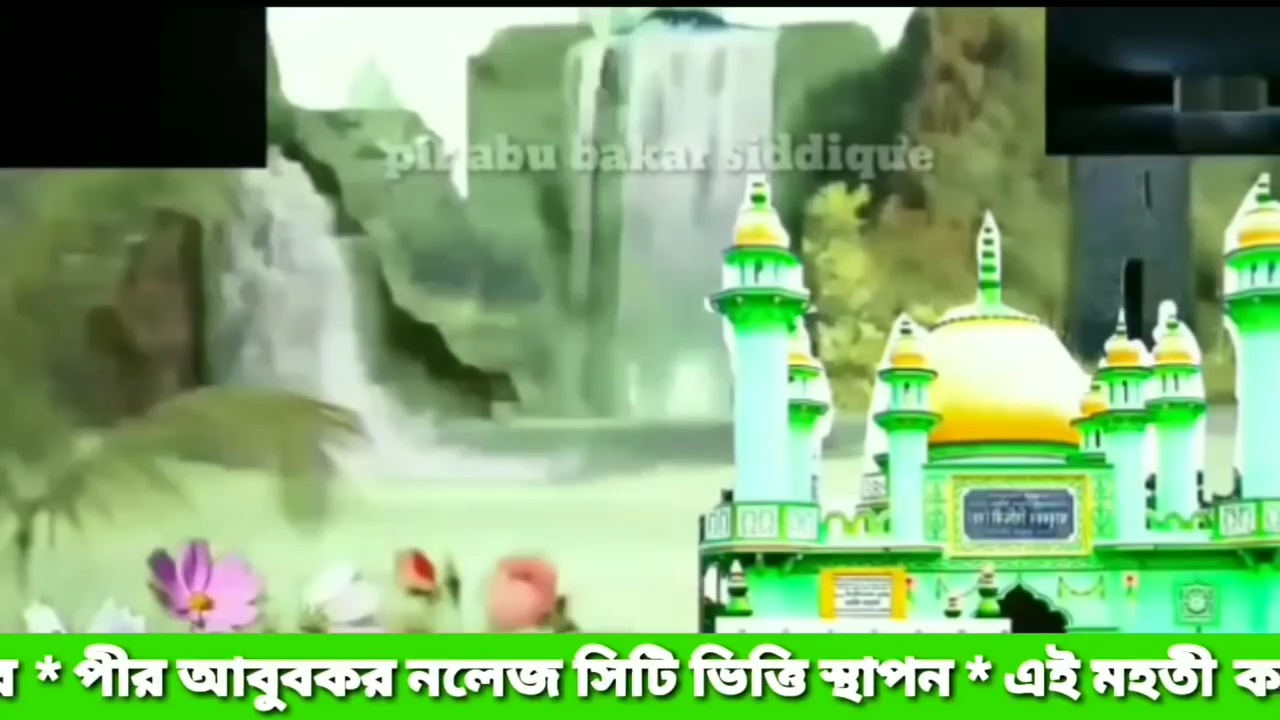 pir abu bakar siddique
* পীর আবুবকর নলেজ সিটি ভিত্তি স্থাপন * এই মহতী